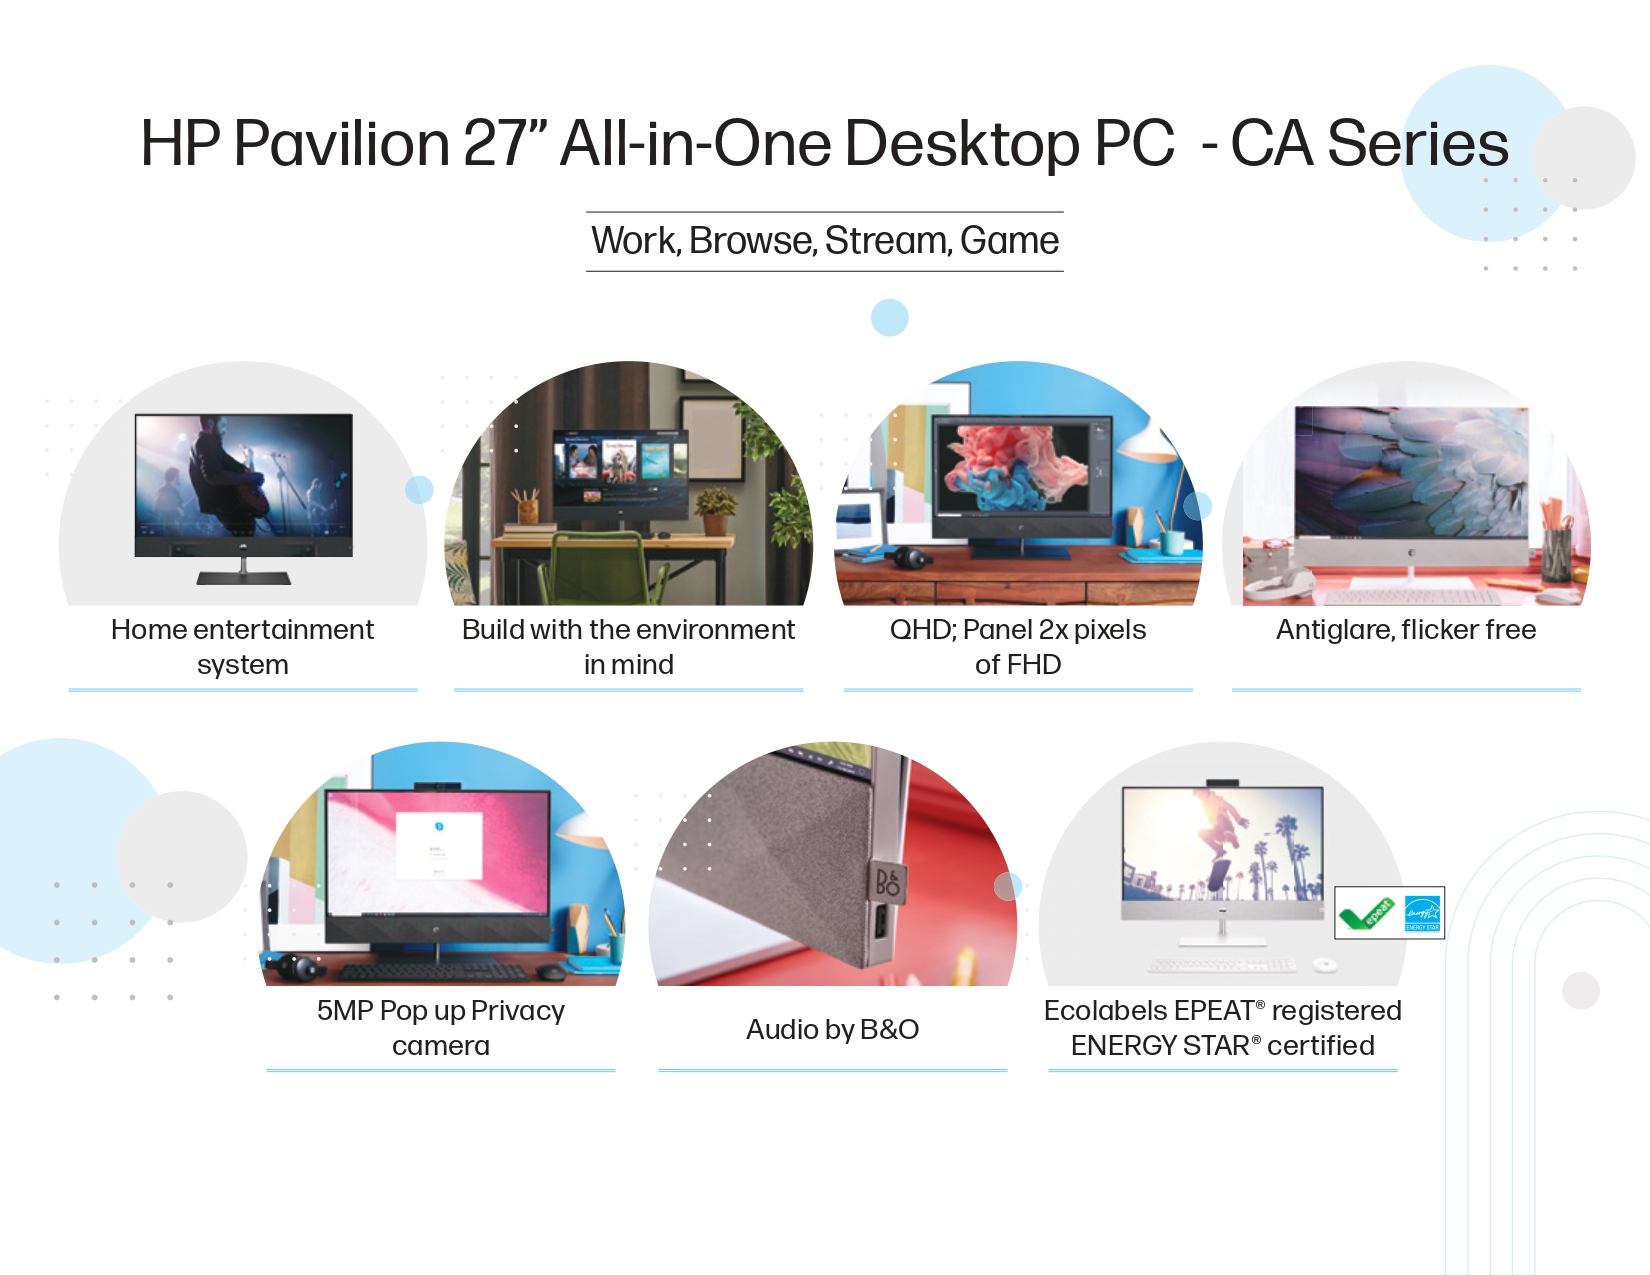 HP Pavilion 27” All-in-One Desktop PC - CA Series
Work, Browse, Stream, Game
Home entertainment
system
Build with the environment
in mind
QHD; Panel 2x pixels
of FHD
Antiglare, flicker free
B&O
epeat
energy
ENERGY STAR
5MP Pop up Privacy
camera
Audio by B&O
Ecolabels EPEAT® registered
ENERGY STAR® certified